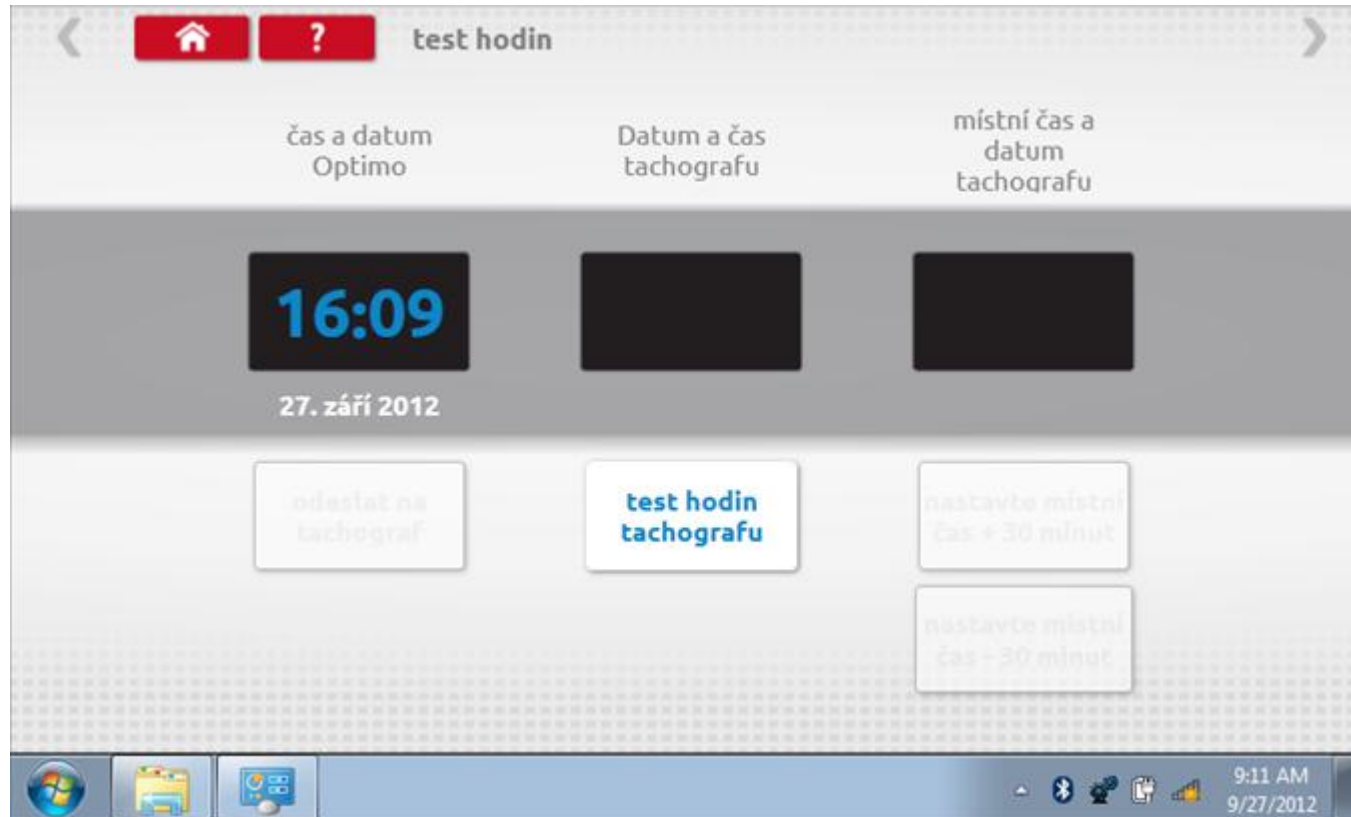 ? test hodin
čas a datum
Optimo
Datum a čas
tachografu
místní čas a
datum
tachografu
16:09
27. září 2012
odeslat na
tachograf
test hodin
tachografu
nastavte místní
čas + 30 minut
nastavte místní
čas - 30 minut
9:11 AM
9/27/2012